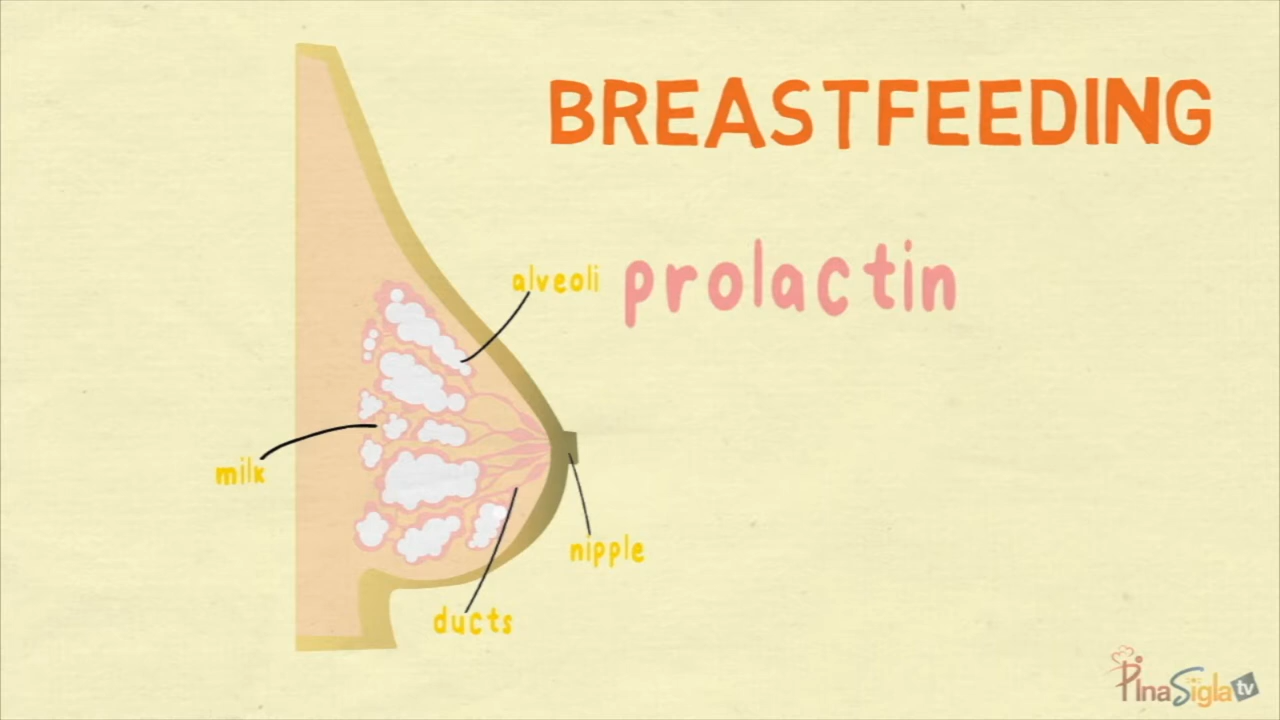 BREASTFEEDING
alveoli
prolactin
milk
nipple
ducts
PinaSigla tv